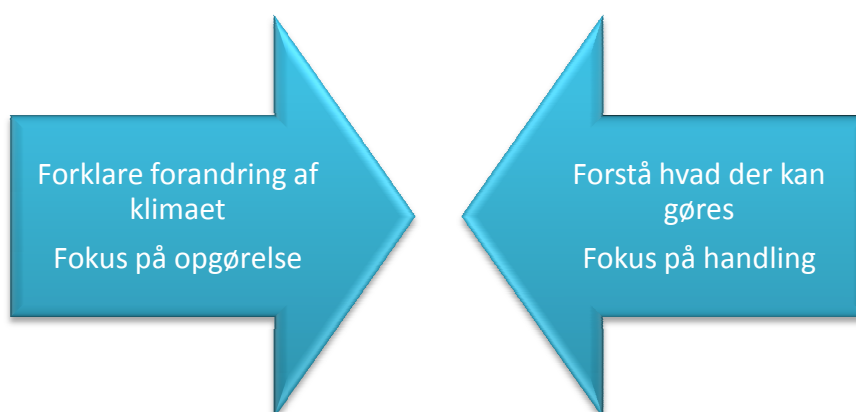 Forklare forandring af
klimaet
Fokus på opgørelse
Forstå hvad der kan
gøres
Fokus på handling